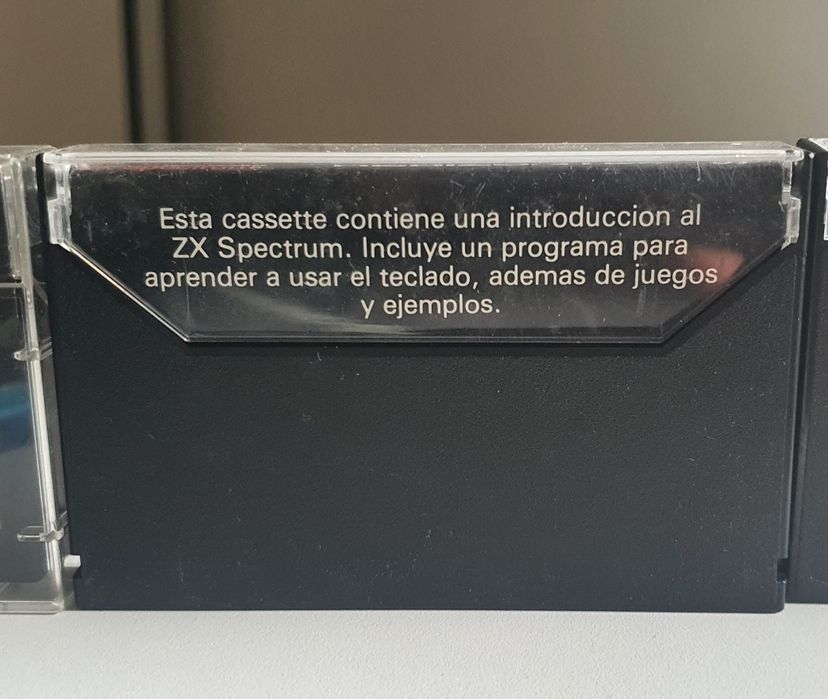 Esta cassette contiene una introduccion al
ZX Spectrum. Incluye un programa para
aprender a usar el teclado, ademas de juegos
y ejemplos.